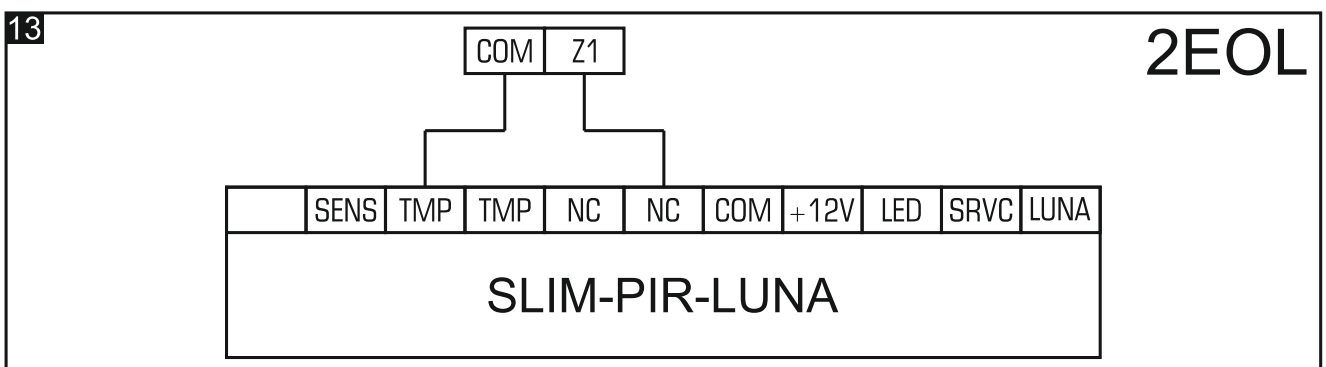 13
2EOL
COM Z1
SENS TMP TMP NC NC COM +12V LED SRVC LUNA
SLIM-PIR-LUNA